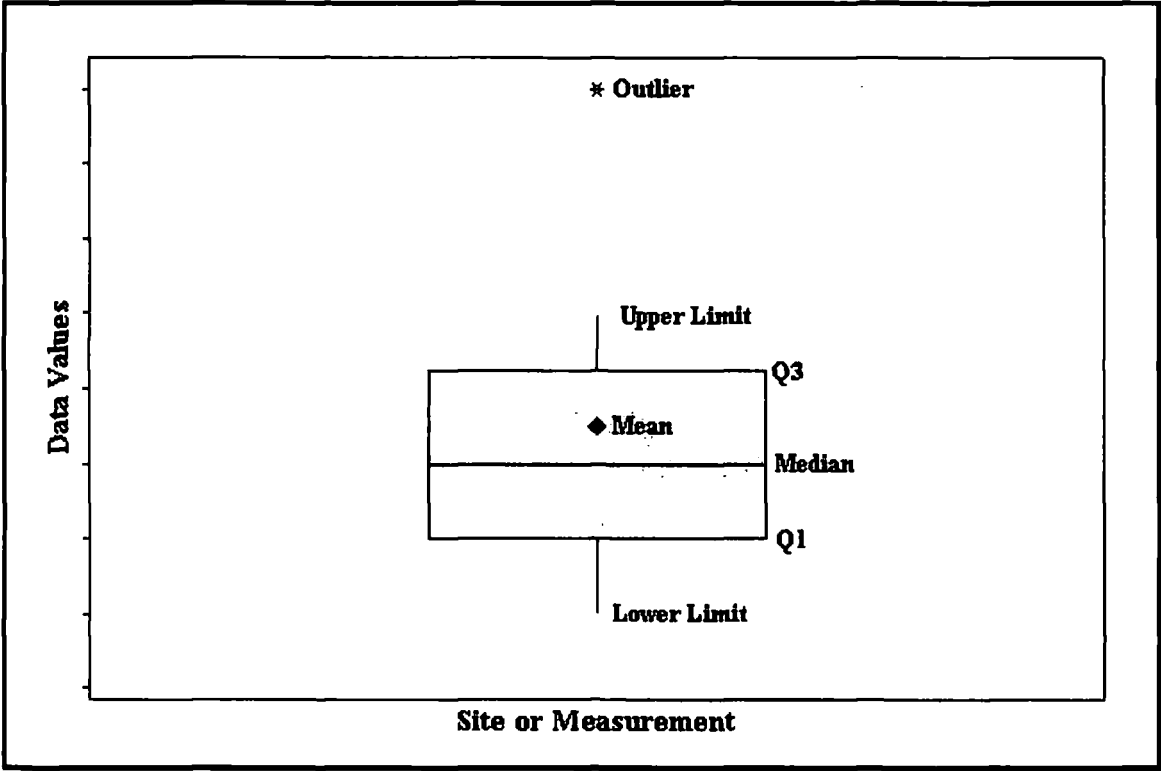 * Outlier
Upper Limit
Q3
Mean
Median
Q1
Lower Limit
Data Values
Site or Measurement